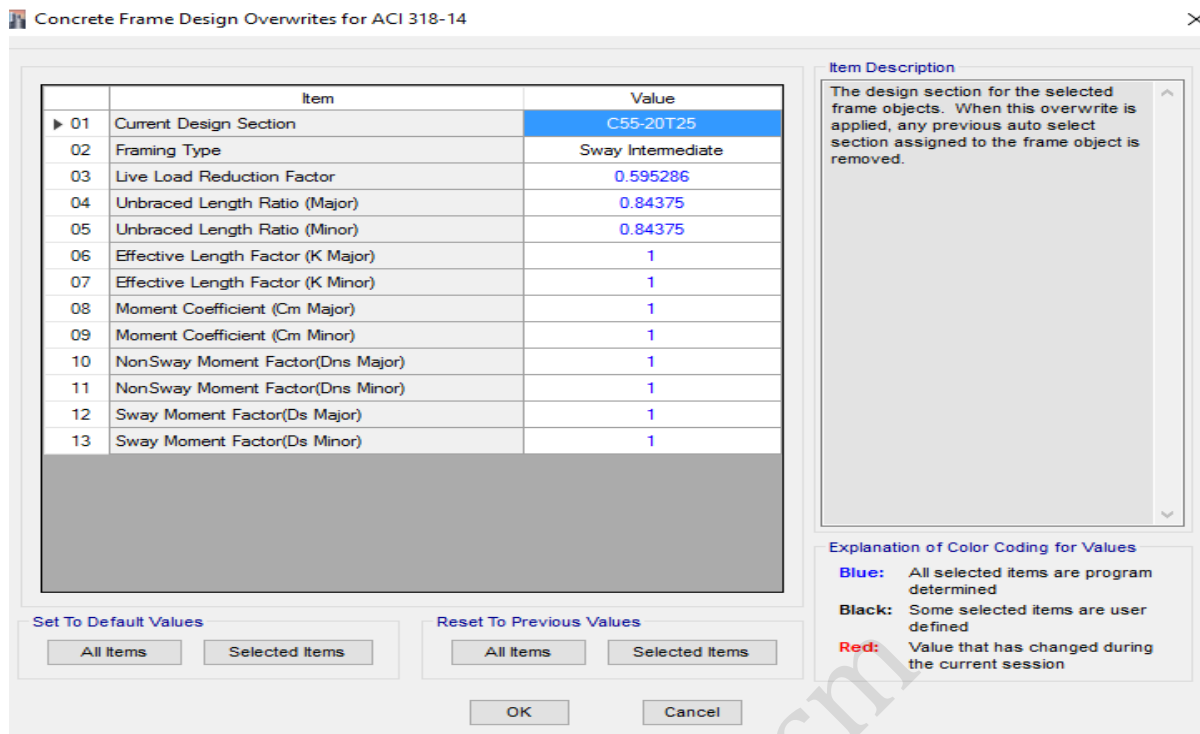 Concrete Frame Design Overwrites for ACI 318-14
Item Value
01 Current Design Section C55-20T25
02 Framing Type Sway Intermediate
03 Live Load Reduction Factor 0.595286
04 Unbraced Length Ratio (Major) 0.84375
05 Unbraced Length Ratio (Minor) 0.84375
06 Effective Length Factor (K Major) 1
07 Effective Length Factor (K Minor) 1
08 Moment Coefficient (Cm Major) 1
09 Moment Coefficient (Cm Minor) 1
10 NonSway Moment Factor(Dns Major) 1
11 NonSway Moment Factor(Dns Minor) 1
12 Sway Moment Factor(Ds Major) 1
13 Sway Moment Factor(Ds Minor) 1
Item Description
The design section for the selected
frame objects. When this overwrite is
applied, any previous auto select
section assigned to the frame object is
removed.
Explanation of Color Coding for Values
Blue: All selected items are program
determined
Black: Some selected items are user
defined
Red: Value that has changed during
the current session
Set To Default Values
All Items Selected Items
Reset To Previous Values
All Items Selected Items
OK Cancel
cm